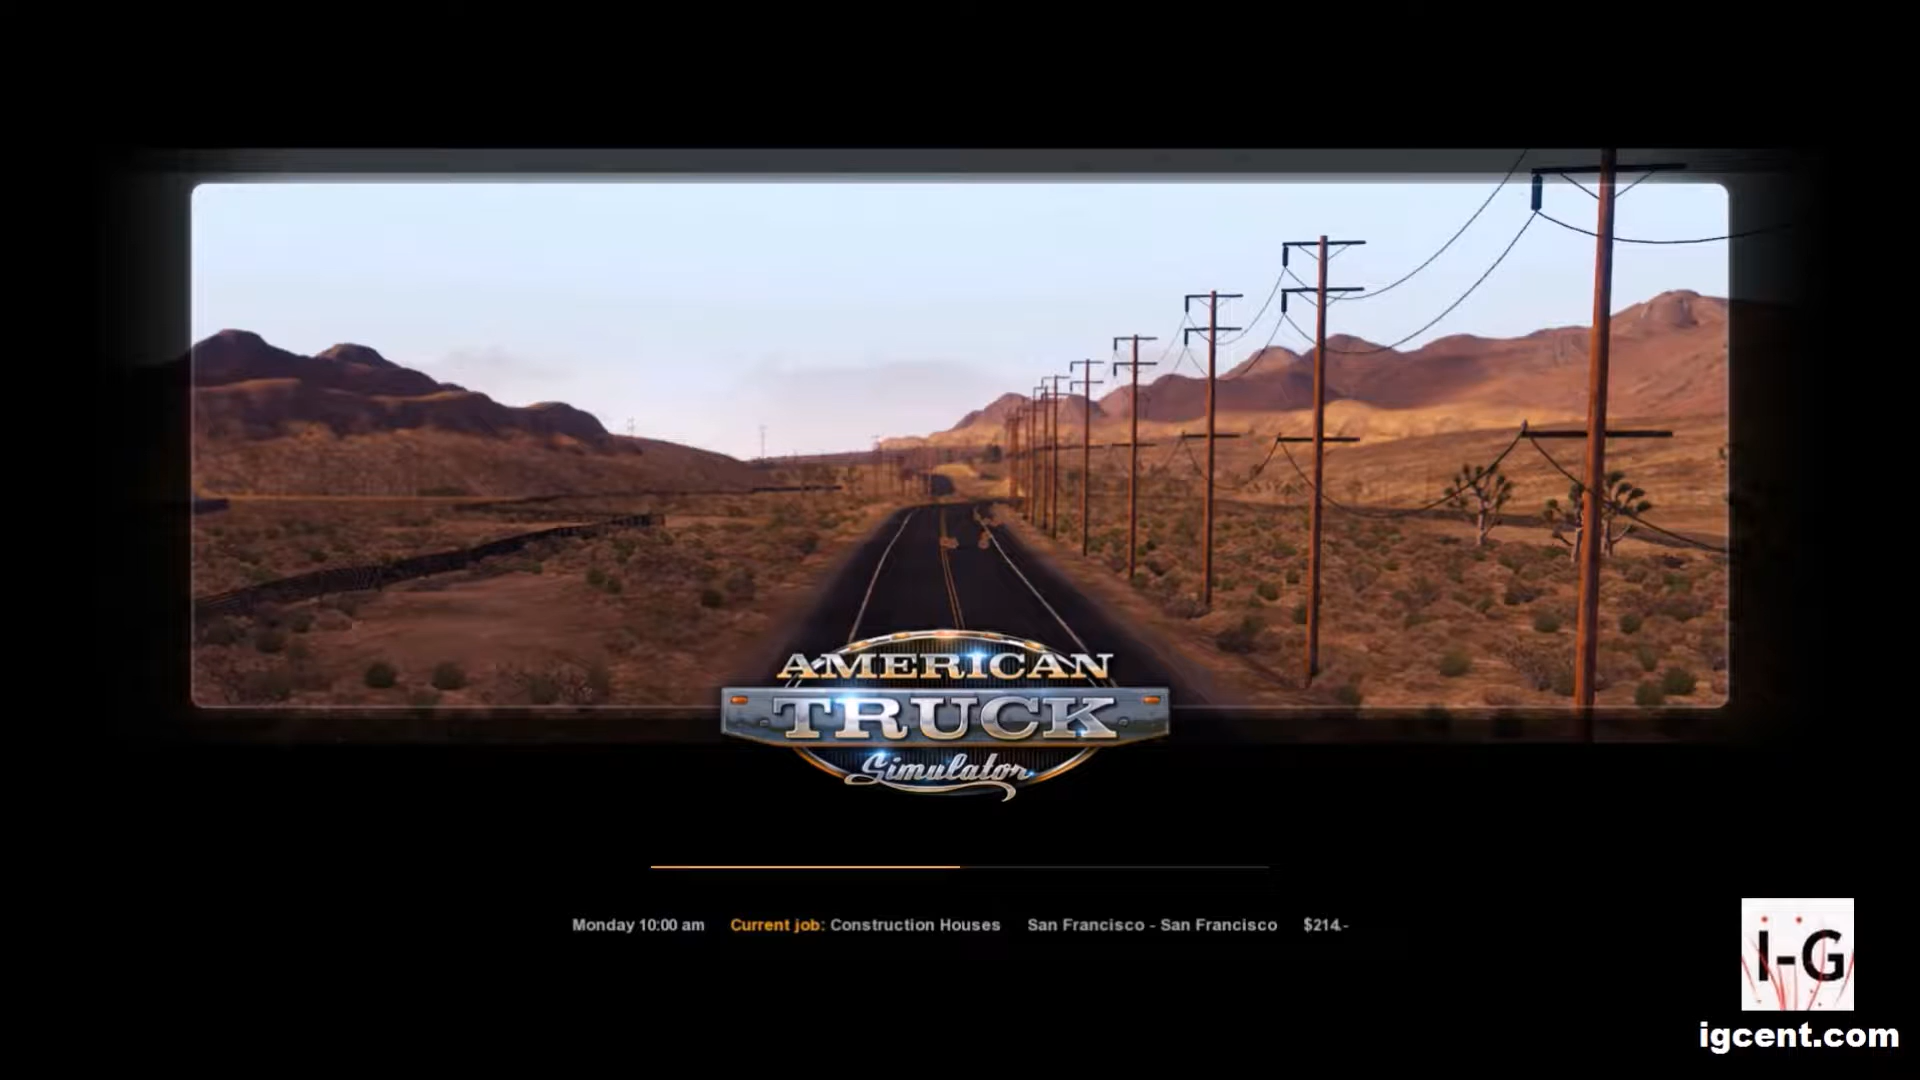 AMERICAN
TRUCK
Simulator
Monday 10:00 am Current job: Construction Houses San Francisco - San Francisco $214.-
i-G
igcent.com